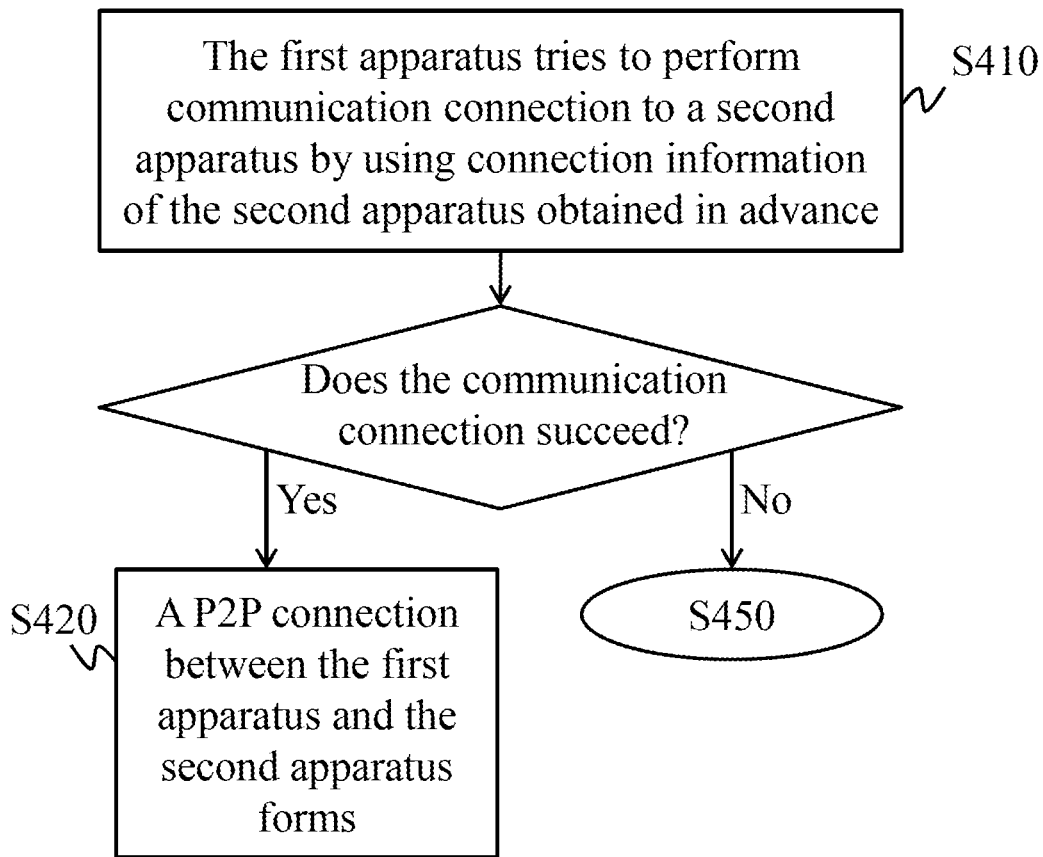 The first apparatus tries to perform
communication connection to a second
apparatus by using connection information
of the second apparatus obtained in advance
S410
Does the communication
connection succeed?
Yes
No
S420
A P2P connection
between the first
apparatus and the
second apparatus
forms
S450